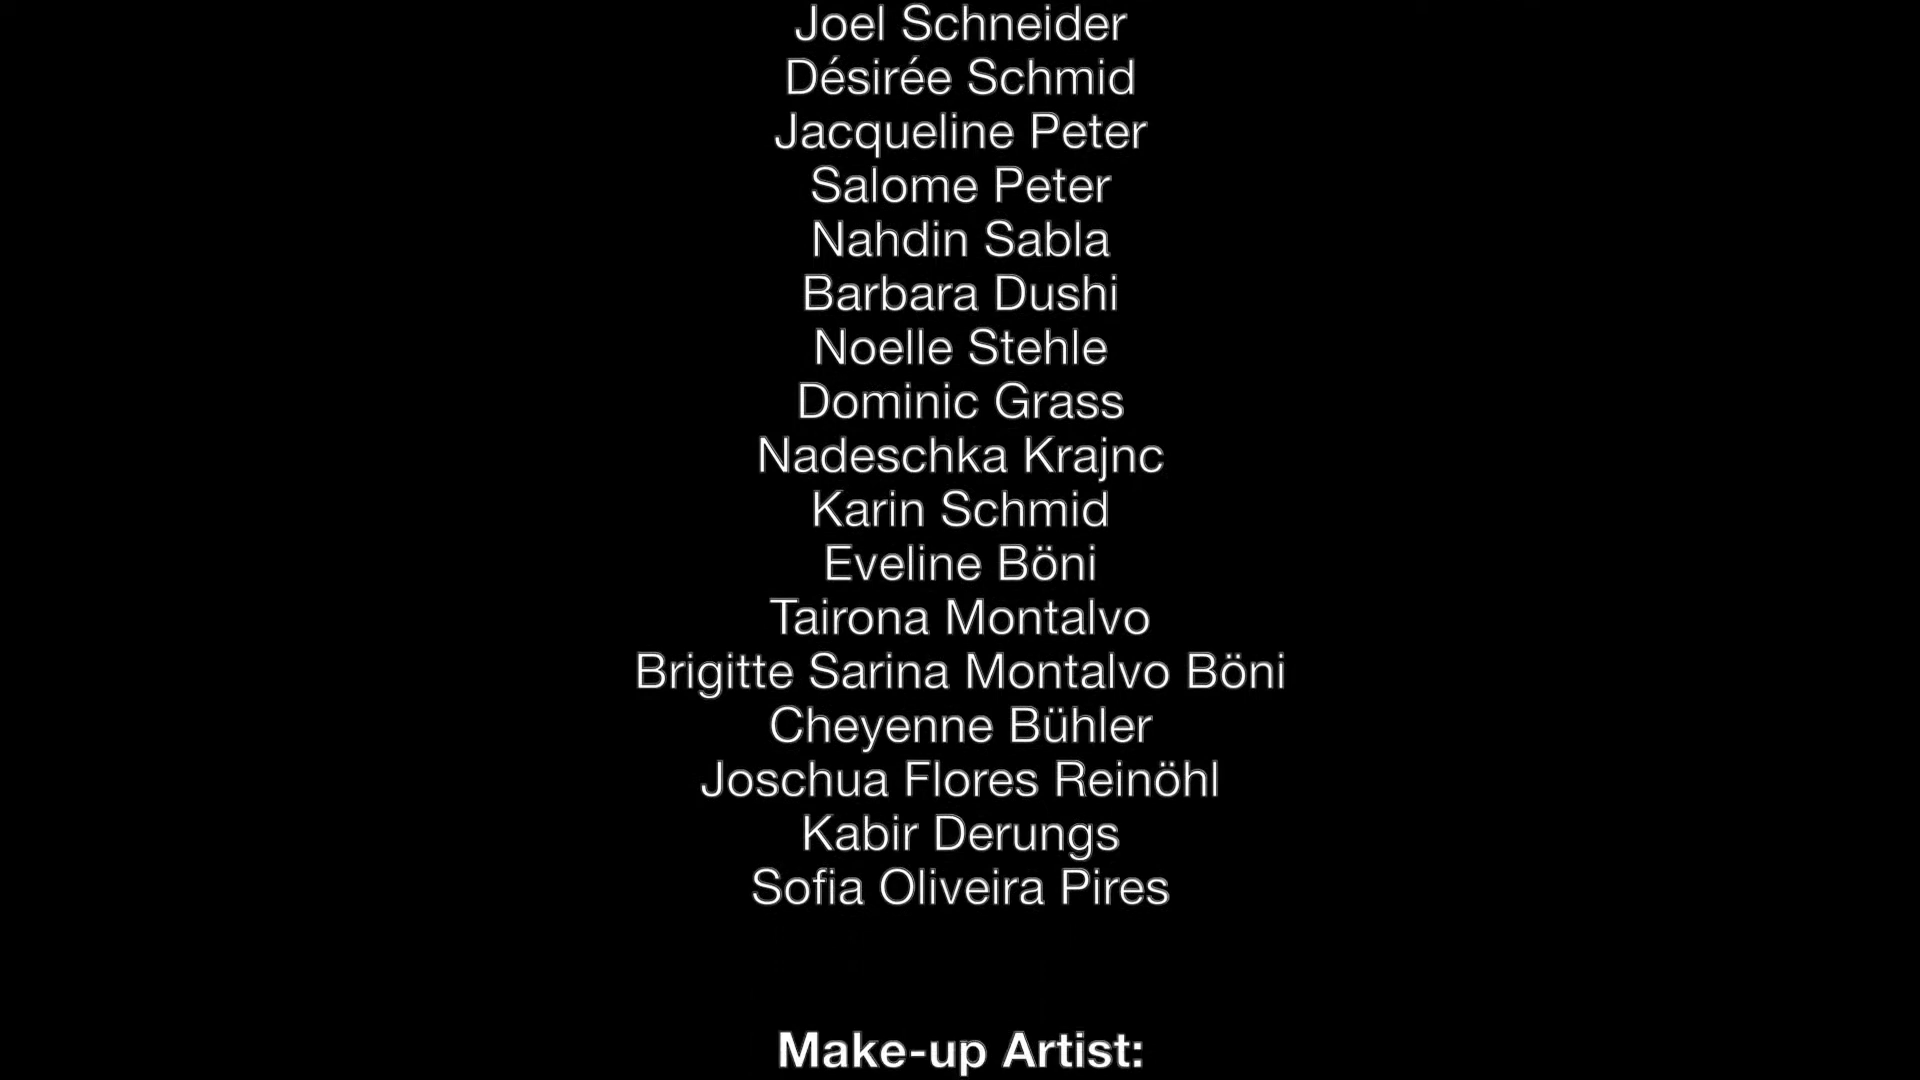 Joel Schneider
Désirée Schmid
Jacqueline Peter
Salome Peter
Nahdin Sabla
Barbara Dushi
Noelle Stehle
Dominic Grass
Nadeschka Krajnc
Karin Schmid
Eveline Böni
Tairona Montalvo
Brigitte Sarina Montalvo Böni
Cheyenne Bühler
Joschua Flores Reinöhl
Kabir Derungs
Sofia Oliveira Pires
Make-up Artist: